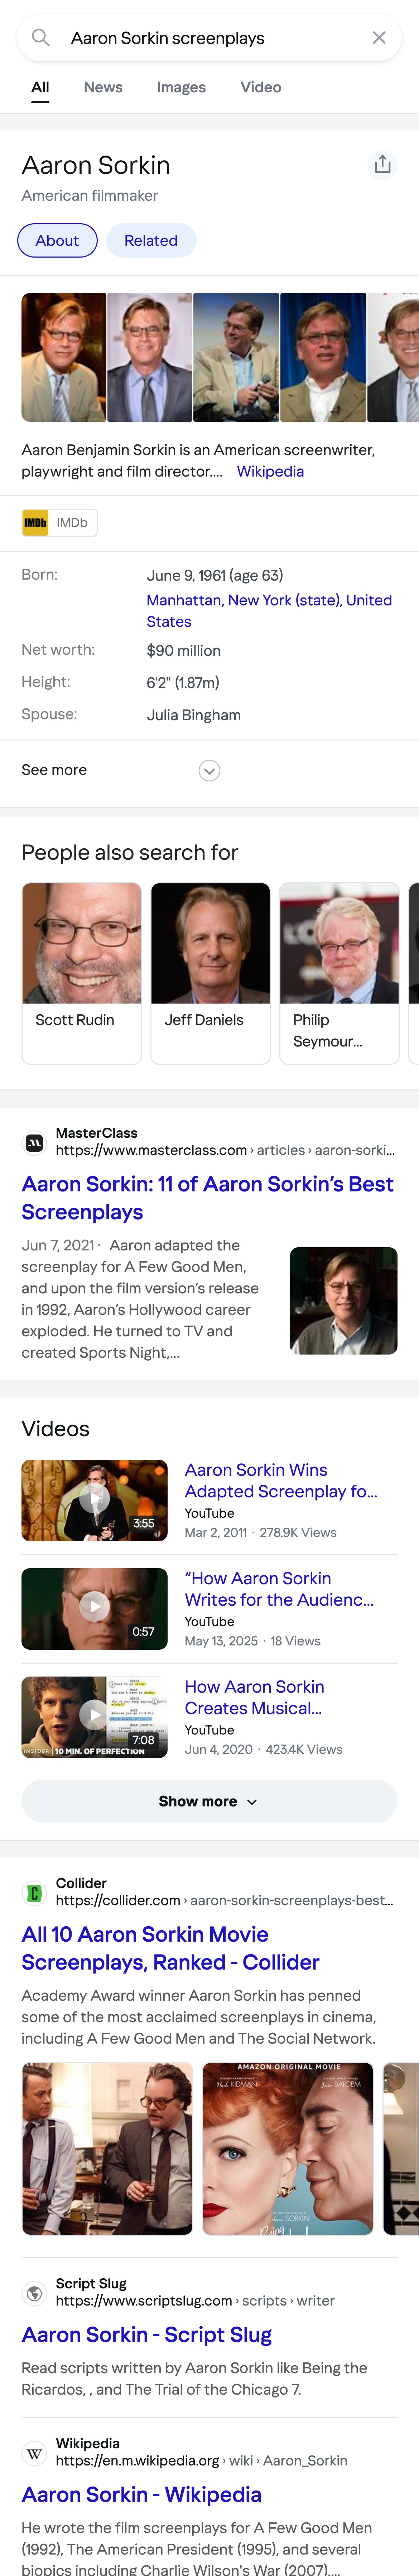 Aaron Sorkin screenplays
All News Images Video
Aaron Sorkin
American filmmaker
About Related
Aaron Benjamin Sorkin is an American screenwriter,
playwright and film director.... Wikipedia
IMDb IMDb
Born: June 9, 1961 (age 63)
Manhattan, New York (state), United
States
Net worth: $90 million
Height: 6'2" (1.87m)
Spouse: Julia Bingham
See more
People also search for
Scott Rudin
Jeff Daniels
Philip
Seymour...
MasterClass
https://www.masterclass.com › articles › aaron-sorki...
Aaron Sorkin: 11 of Aaron Sorkin’s Best
Screenplays
Jun 7, 2021 · Aaron adapted the
screenplay for A Few Good Men,
and upon the film version’s release
in 1992, Aaron’s Hollywood career
exploded. He turned to TV and
created Sports Night,...
Videos
3:55
Aaron Sorkin Wins
Adapted Screenplay fo...
YouTube
Mar 2, 2011 · 278.9K Views
0:57
“How Aaron Sorkin
Writes for the Audienc...
YouTube
May 13, 2025 · 18 Views
INSIDER 10 MIN. OF PERFECTION
7:08
How Aaron Sorkin
Creates Musical...
YouTube
Jun 4, 2020 · 423.4K Views
Show more
Collider
https://collider.com › aaron-sorkin-screenplays-best...
All 10 Aaron Sorkin Movie
Screenplays, Ranked - Collider
Academy Award winner Aaron Sorkin has penned
some of the most acclaimed screenplays in cinema,
including A Few Good Men and The Social Network.
AMAZON ORIGINAL MOVIE
KIDMAN BARDEM
SORKIN
Being the
Script Slug
https://www.scriptslug.com › scripts › writer
Aaron Sorkin - Script Slug
Read scripts written by Aaron Sorkin like Being the
Ricardos, , and The Trial of the Chicago 7.
W
Wikipedia
https://en.m.wikipedia.org › wiki › Aaron_Sorkin
Aaron Sorkin - Wikipedia
He wrote the film screenplays for A Few Good Men
(1992), The American President (1995), and several
biopics including Charlie Wilson's War (2007),...